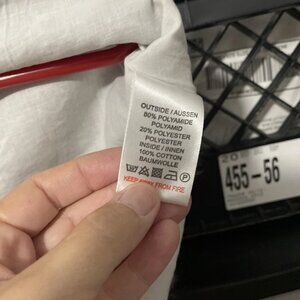 OUTSIDE / AUSSEN
80% POLYAMIDE
POLYAMID
20% POLYESTER
POLYESTER
INSIDE / INNEN
100% COTTON
BAUMWOLLE
KEEP AWAY FROM FIRE
455-56